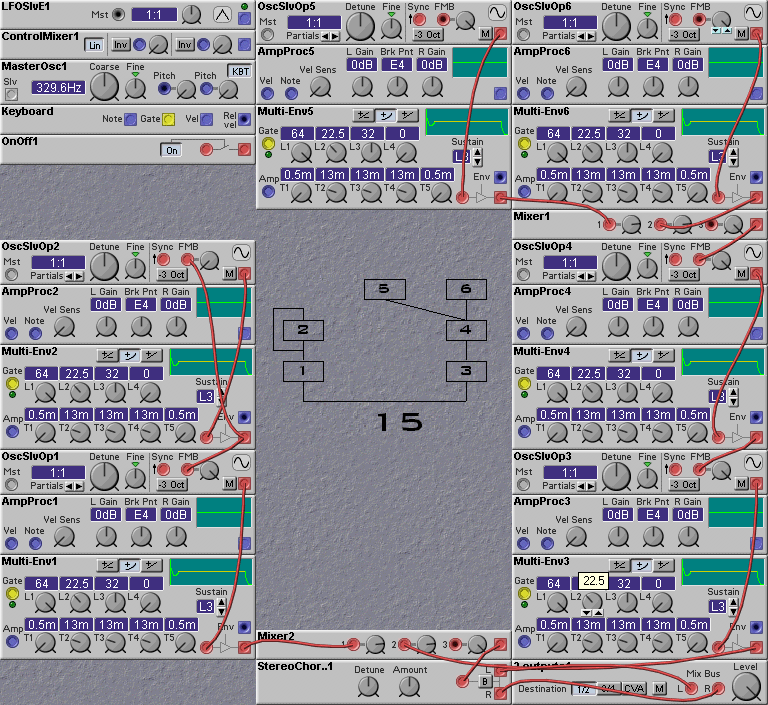 LFOSlvE1
Mst 1:1
ControlMixer1
Lin Inv Inv
MasterOsc1
Slv 329.6Hz Coarse Fine Pitch Pitch KBT
Keyboard
Note Gate Vel Rel vel
OnOff1
On
OscSlvOp5
Mst 1:1 Partials Detune Fine Sync FMB -3 Oct M
AmpProc5
Vel Note Vel Sens L Gain Brk Pnt R Gain
0dB E4 0dB
Multi-Env5
Gate 64 22.5 32 0
L1 L2 L3 L4 Sustain L3
Env
Amp 0.5m 13m 13m 13m 0.5m
T1 T2 T3 T4 T5
OscSlvOp6
Mst 1:1 Partials Detune Fine Sync FMB -3 Oct M
AmpProc6
Vel Note Vel Sens L Gain Brk Pnt R Gain
0dB E4 0dB
Multi-Env6
Gate 64 22.5 32 0
L1 L2 L3 L4 Sustain L3
Env
Amp 0.5m 13m 13m 13m 0.5m
T1 T2 T3 T4 T5
Mixer1
1 2 3
OscSlvOp2
Mst 1:1 Partials Detune Fine Sync FMB -3 Oct M
AmpProc2
Vel Note Vel Sens L Gain Brk Pnt R Gain
0dB E4 0dB
Multi-Env2
Gate 64 22.5 32 0
L1 L2 L3 L4 Sustain L3
Env
Amp 0.5m 13m 13m 13m 0.5m
T1 T2 T3 T4 T5
5 6
2 4
1 3
15
OscSlvOp4
Mst 1:1 Partials Detune Fine Sync FMB -3 Oct M
AmpProc4
Vel Note Vel Sens L Gain Brk Pnt R Gain
0dB E4 0dB
Multi-Env4
Gate 64 22.5 32 0
L1 L2 L3 L4 Sustain L3
Env
Amp 0.5m 13m 13m 13m 0.5m
T1 T2 T3 T4 T5
OscSlvOp1
Mst 1:1 Partials Detune Fine Sync FMB -3 Oct M
AmpProc1
Vel Note Vel Sens L Gain Brk Pnt R Gain
0dB E4 0dB
Multi-Env1
Gate 64 22.5 32 0
L1 L2 L3 L4 Sustain L3
Env
Amp 0.5m 13m 13m 13m 0.5m
T1 T2 T3 T4 T5
OscSlvOp3
Mst 1:1 Partials Detune Fine Sync FMB -3 Oct M
AmpProc3
Vel Note Vel Sens L Gain Brk Pnt R Gain
0dB E4 0dB
Multi-Env3
22.5
Gate 64 32 0
L1 L2 L3 L4 Sustain L3
Env
Amp 0.5m 13m 13m 13m 0.5m
T1 T2 T3 T4 T5
Mixer2
1 2 3
StereoChor..1
Detune Amount B L R
Destination 1/2 3/4 CVA M
Mix Bus L R Level